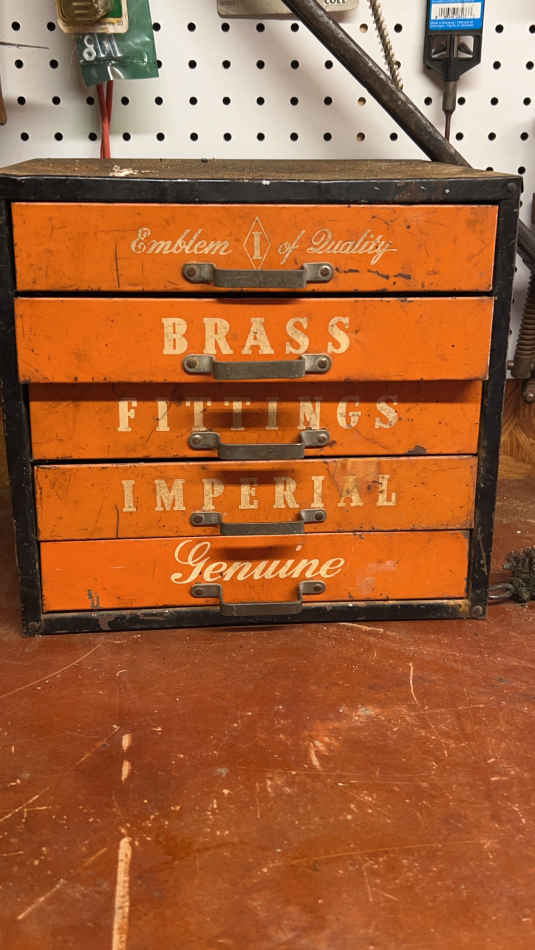 Emblem I of Quality
BRASS
FITTINGS
IMPERIAL
Genuine